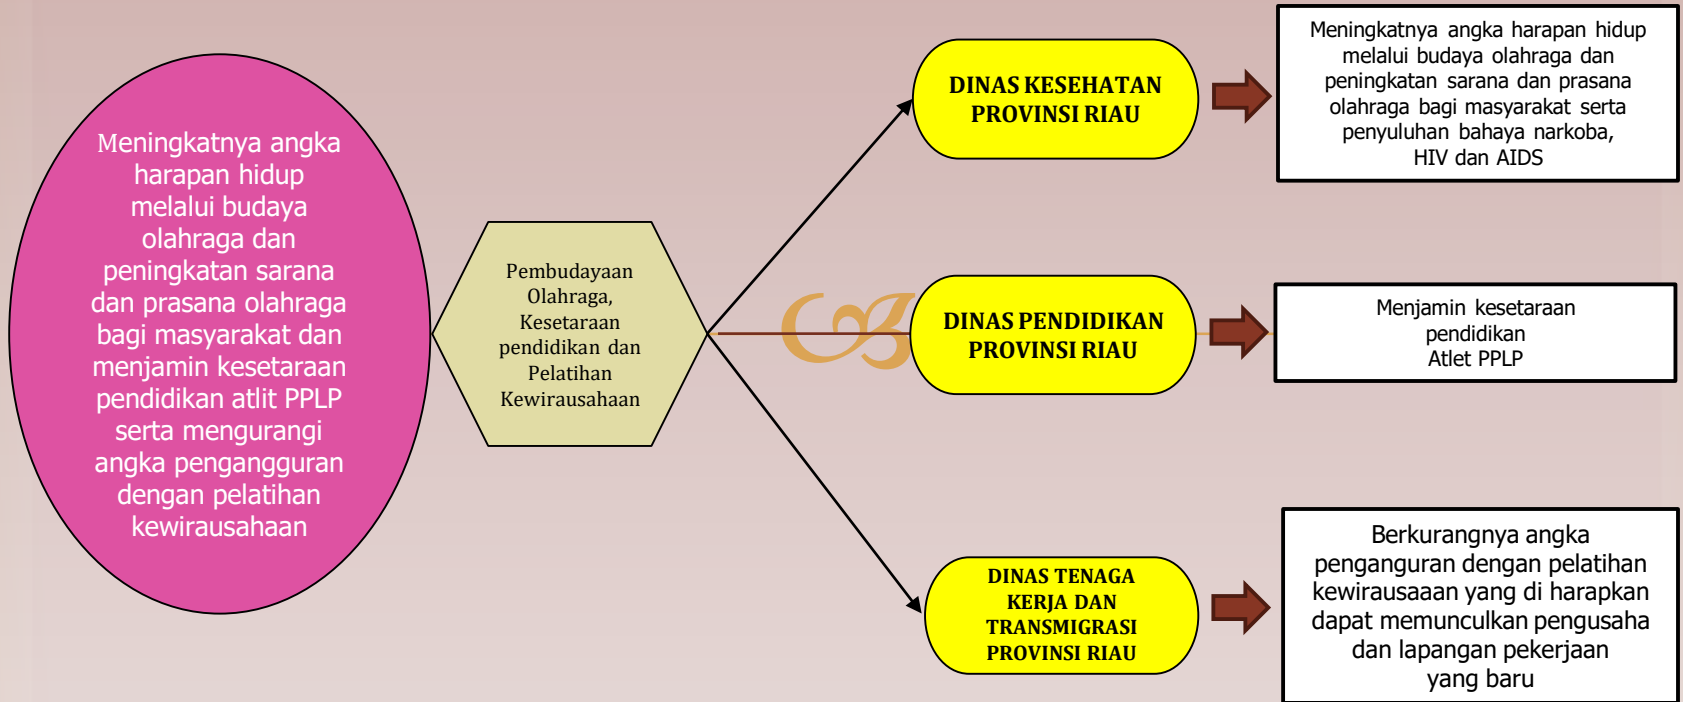 Meningkatnya angka
harapan hidup
melalui budaya
olahraga dan
peningkatan sarana
dan prasana olahraga
bagi masyarakat dan
menjamin kesetaraan
pendidikan atlit PPLP
serta mengurangi
angka pengangguran
dengan pelatihan
kewirausahaan
Pembudayaan
Olahraga,
Kesetaraan
pendidikan dan
Pelatihan
Kewirausahaan
DINAS KESEHATAN
PROVINSI RIAU
Meningkatnya angka harapan hidup
melalui budaya olahraga dan
peningkatan sarana dan prasana
olahraga bagi masyarakat serta
penyuluhan bahaya narkoba,
HIV dan AIDS
DINAS PENDIDIKAN
PROVINSI RIAU
Menjamin kesetaraan
pendidikan
Atlet PPLP
DINAS TENAGA
KERJA DAN
TRANSMIGRASI
PROVINSI RIAU
Berkurangnya angka
penganguran dengan pelatihan
kewirausaaan yang di harapkan
dapat memunculkan pengusaha
dan lapangan pekerjaan
yang baru